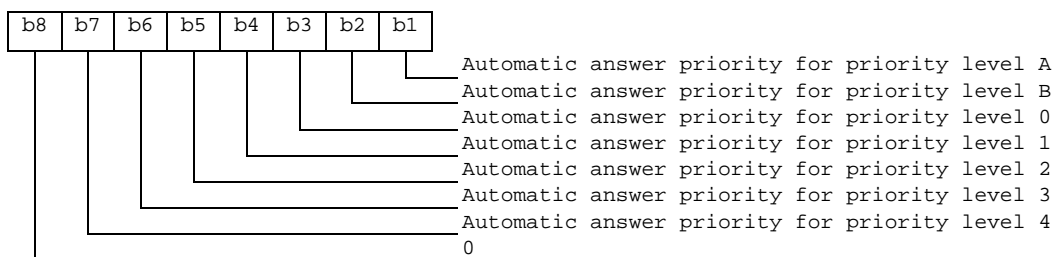 b8 b7 b6 b5 b4 b3 b2 b1
Automatic answer priority for priority level A
Automatic answer priority for priority level B
Automatic answer priority for priority level 0
Automatic answer priority for priority level 1
Automatic answer priority for priority level 2
Automatic answer priority for priority level 3
Automatic answer priority for priority level 4
0